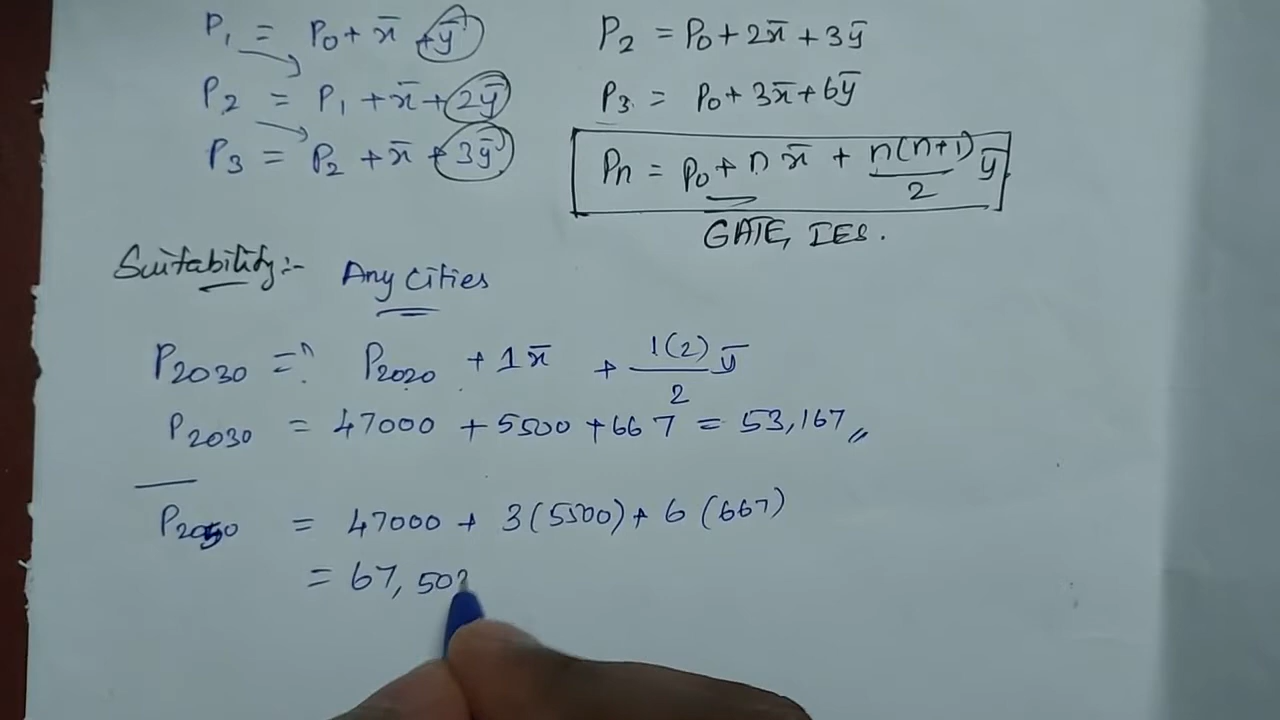 P₁ = P₀ + x̄ + ȳ
P₂ = P₁ + x̄ + 2ȳ
P₃ = P₂ + x̄ + 3ȳ
P₂ = P₀ + 2x̄ + 3ȳ
P₃ = P₀ + 3x̄ + 6ȳ
Pn = P₀ + n x̄ + n(n+1)/2 ȳ
GATE, IES.
Suitability:- Any Cities
P₂₀₃₀ = ? P₂₀₂₀ + 1x̄ + 1(2)/2 ȳ
P₂₀₃₀ = 47000 + 5500 + 667 = 53,167
P₂₀₅₀ = 47000 + 3(5500) + 6(667)
= 67,502